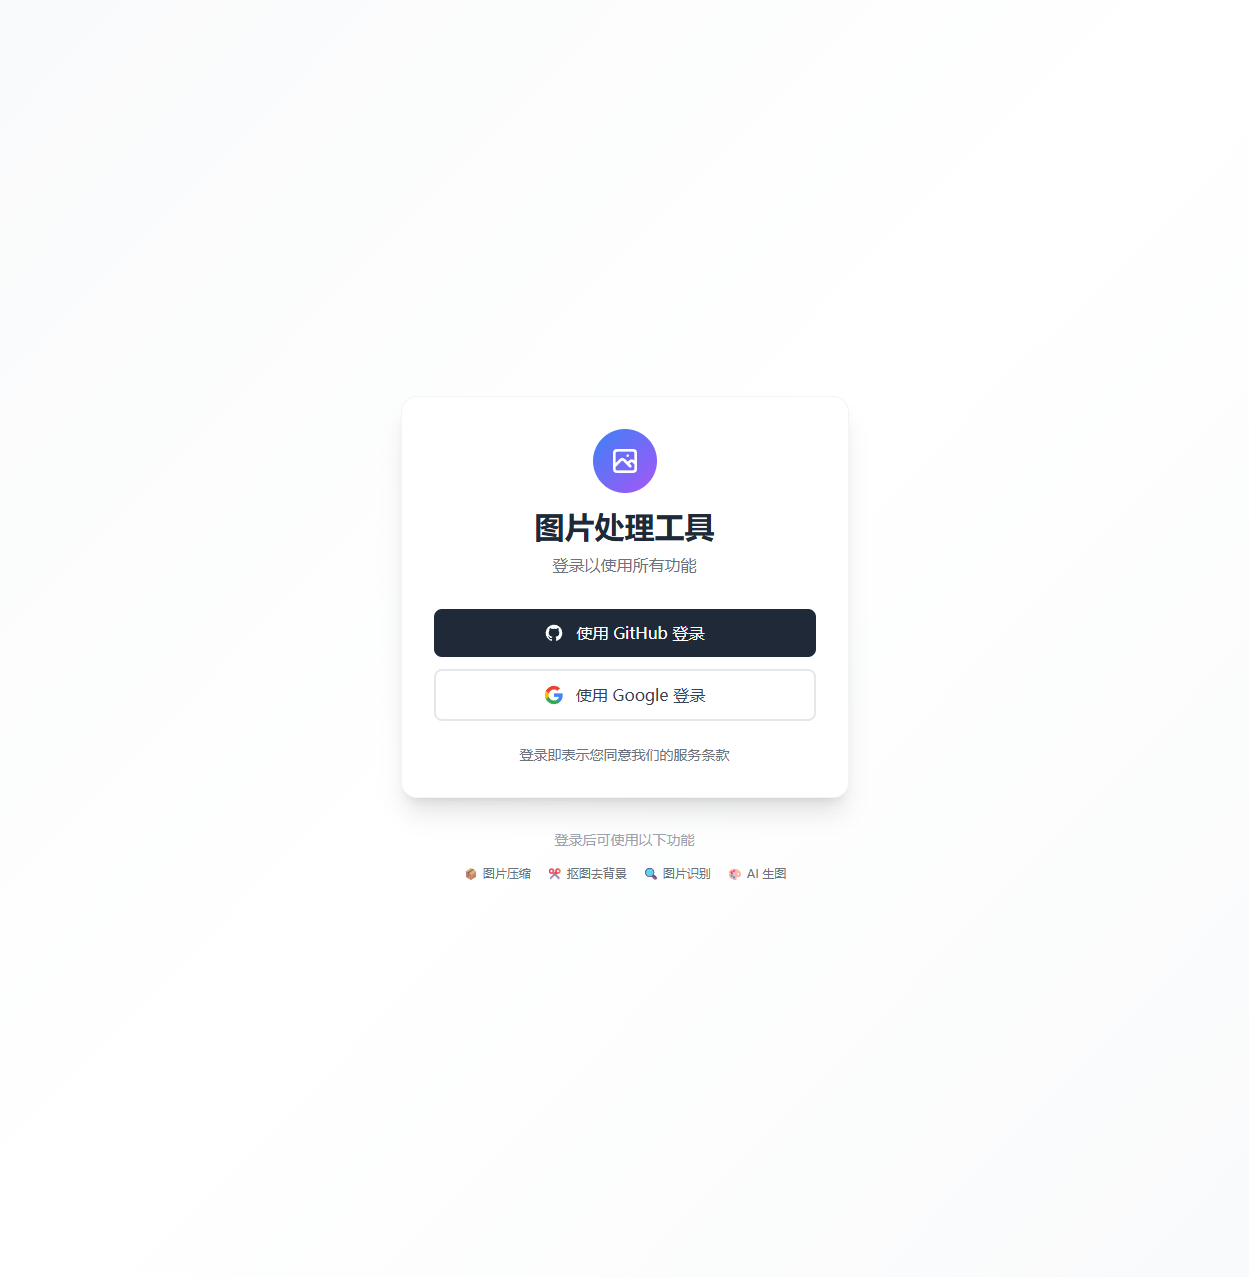 图片处理工具
登录以使用所有功能
使用 GitHub 登录
使用 Google 登录
登录即表示您同意我们的服务条款
登录后可使用以下功能
图片压缩 抠图去背景 图片识别 AI 生图